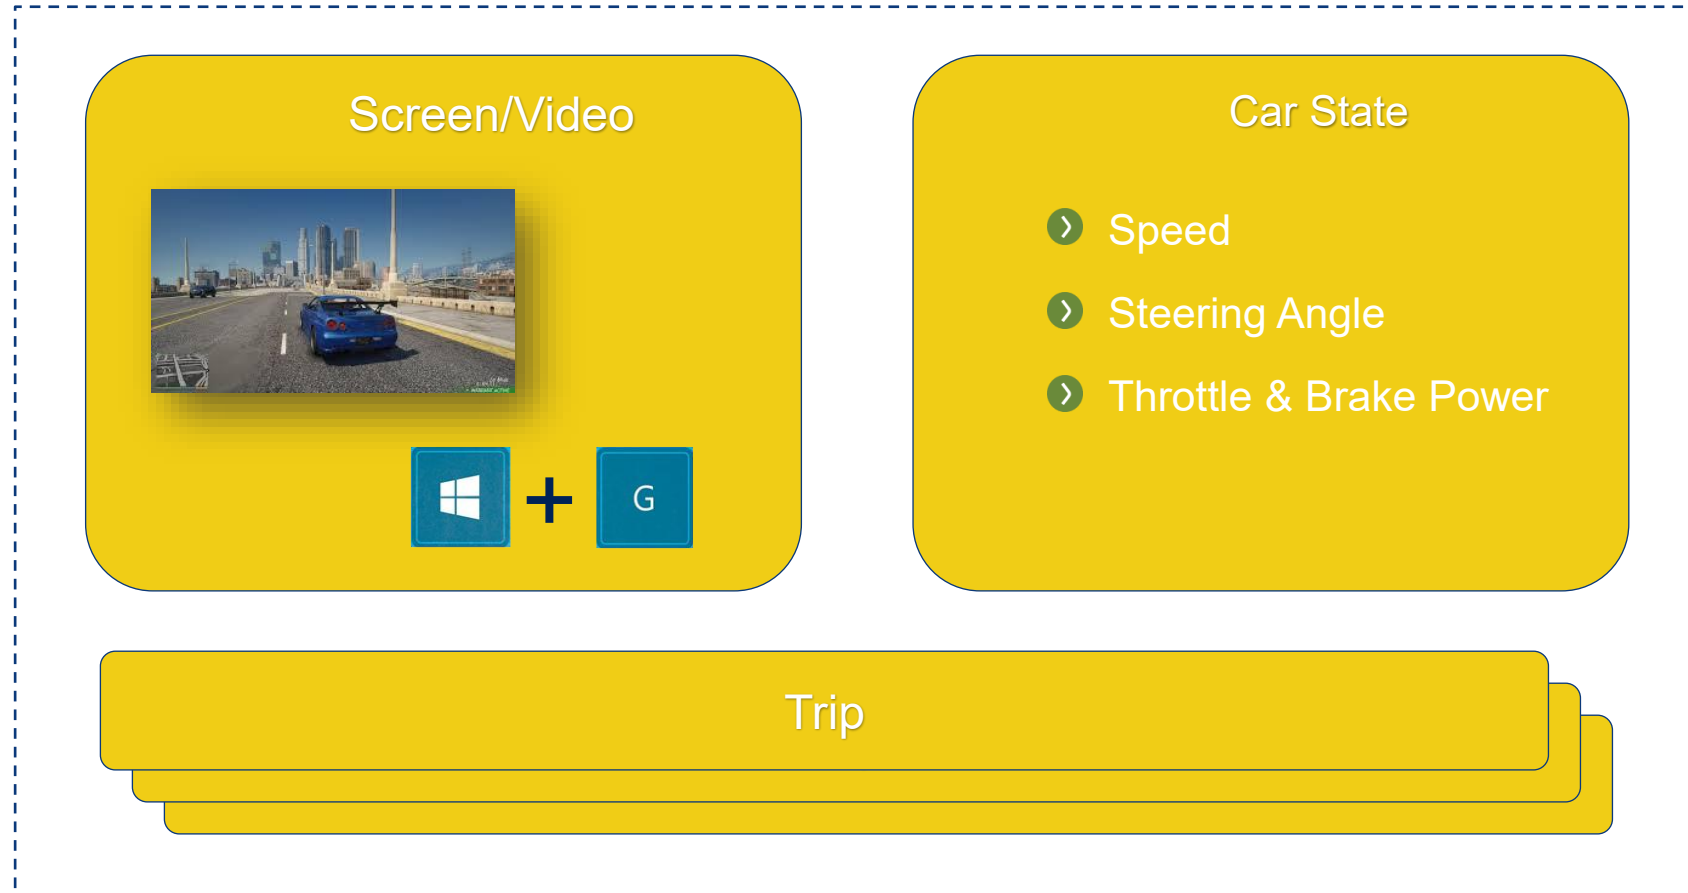 Screen/Video
G
Car State
Speed
Steering Angle
Throttle & Brake Power
Trip